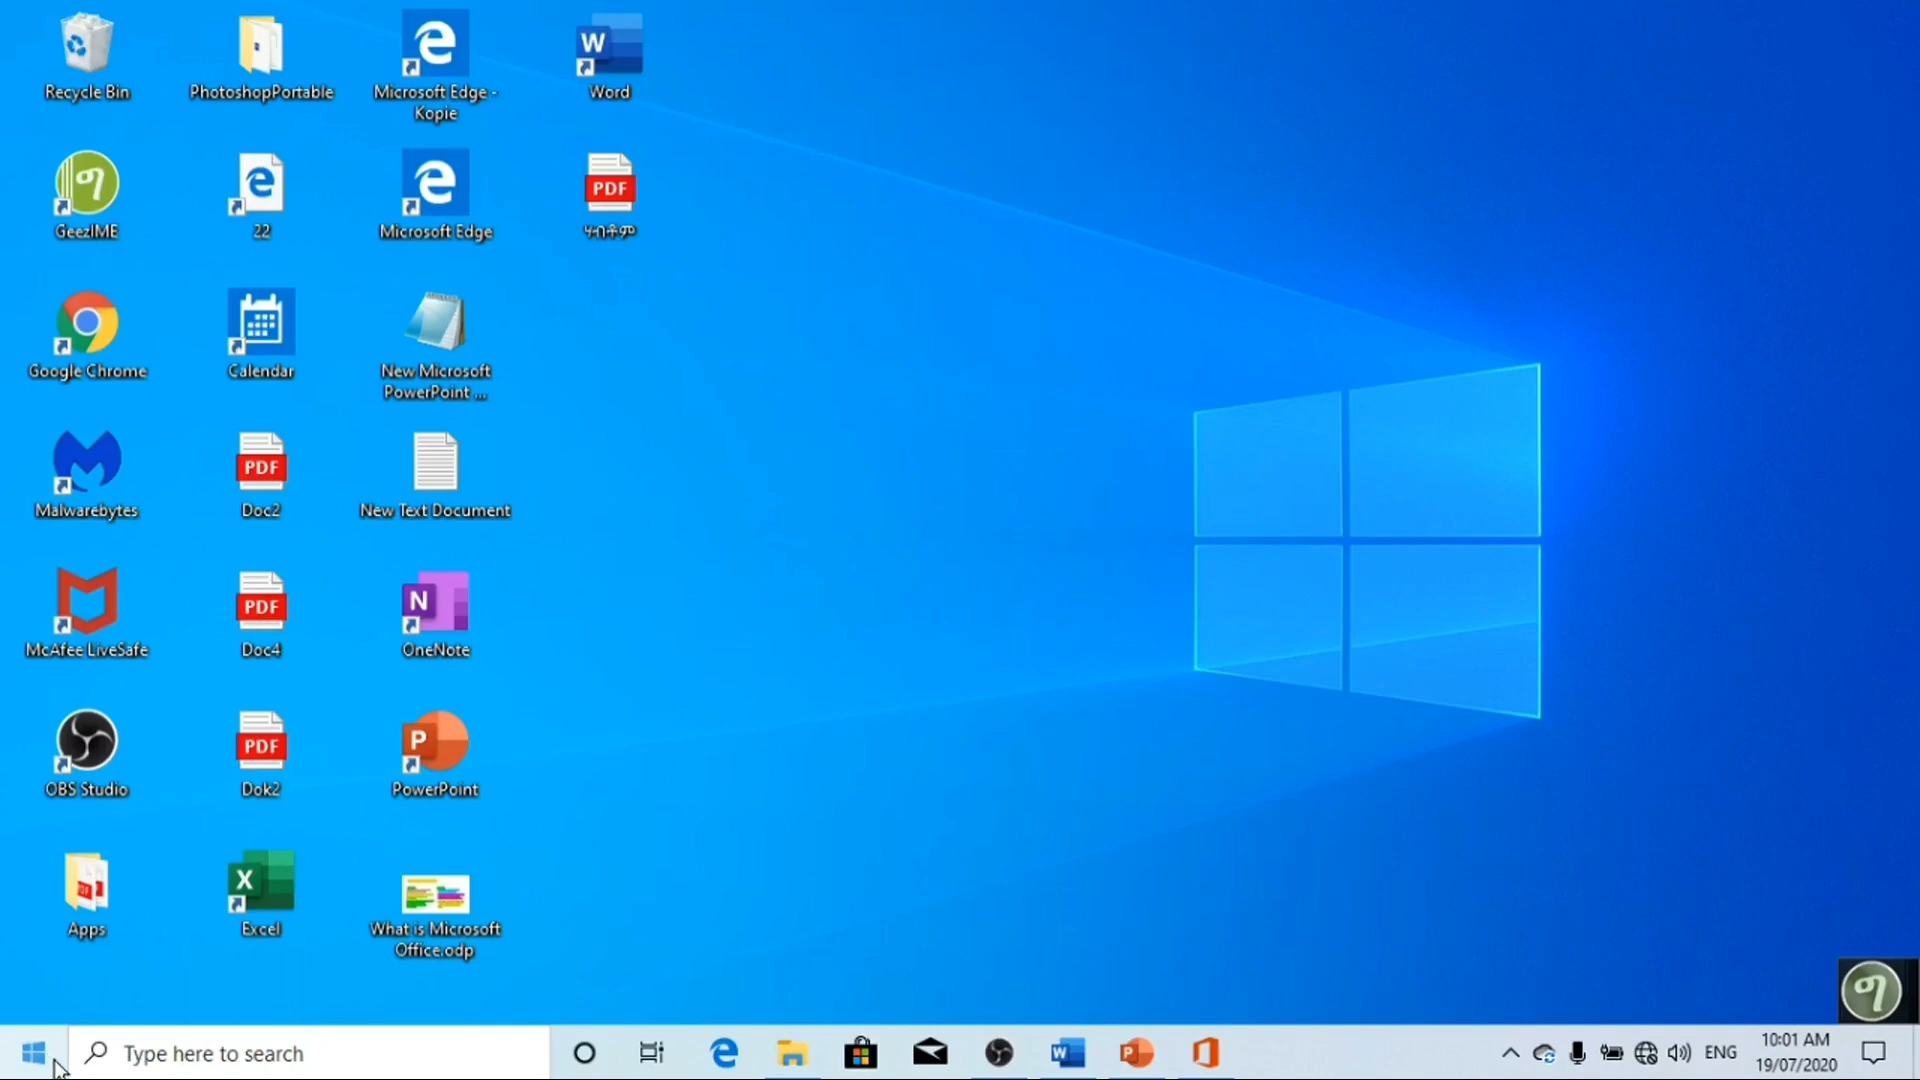 Recycle Bin
PhotoshopPortable
Microsoft Edge -
Kopie
Word
GeezIME
22
Microsoft Edge
ሃብቶም
Google Chrome
Calendar
New Microsoft
PowerPoint ...
Malwarebytes
Doc2
New Text Document
McAfee LiveSafe
Doc4
OneNote
OBS Studio
Dok2
PowerPoint
Apps
Excel
What is Microsoft
Office.odp
Type here to search
ENG
10:01 AM
19/07/2020